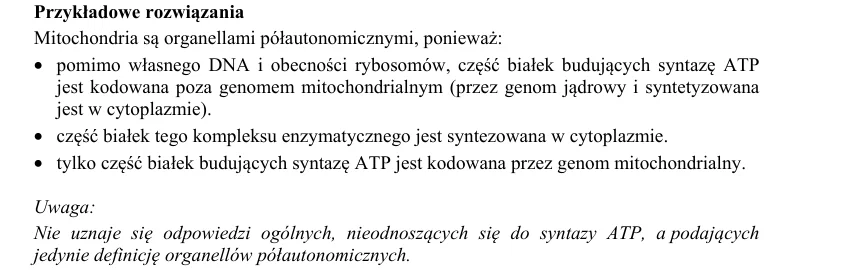 Przykładowe rozwiązania
Mitochondria są organellami półautonomicznymi, ponieważ:
• pomimo własnego DNA i obecności rybosomów, część białek budujących syntazę ATP
jest kodowana poza genomem mitochondrialnym (przez genom jądrowy i syntetyzowana
jest w cytoplazmie).
• część białek tego kompleksu enzymatycznego jest syntezowana w cytoplazmie.
• tylko część białek budujących syntazę ATP jest kodowana przez genom mitochondrialny.
Uwaga:
Nie uznaje się odpowiedzi ogólnych, nieodnoszących się do syntazy ATP, a podających
jedynie definicję organellów półautonomicznych.